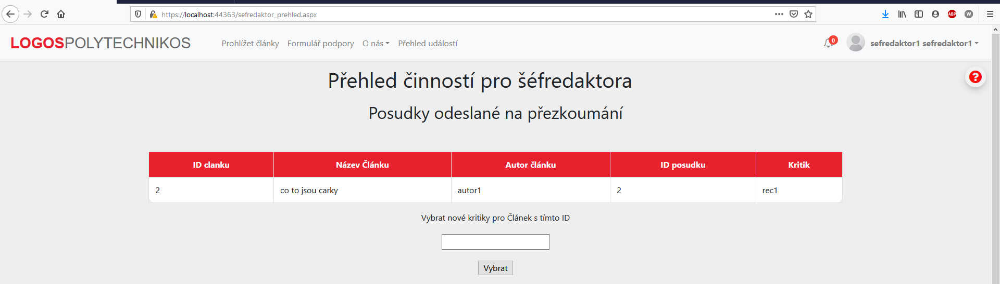 https://localhost:44363/sefredaktor_prehled.aspx
ABP
W
LOGOSPOLYTECHNIKOS Prohlížet články Formulář podpory O nás Přehled událostí 0 sefredaktor1 sefredaktor1
Přehled činností pro šéfredaktora
?
Posudky odeslané na přezkoumání
ID clanku Název Článku Autor článku ID posudku Kritik
2 co to jsou carky autor1 2 rec1
Vybrat nové kritiky pro Článek s tímto ID
Vybrat